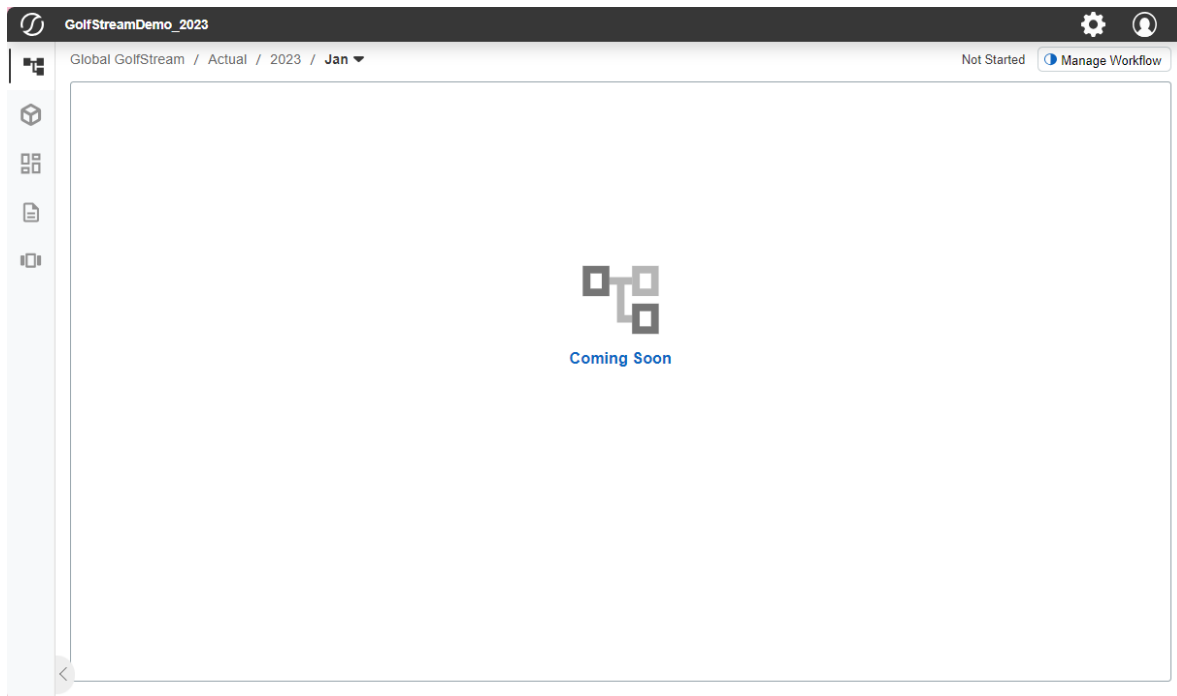 GolfStreamDemo_2023
Global GolfStream / Actual / 2023 / Jan
Not Started
Manage Workflow
Coming Soon